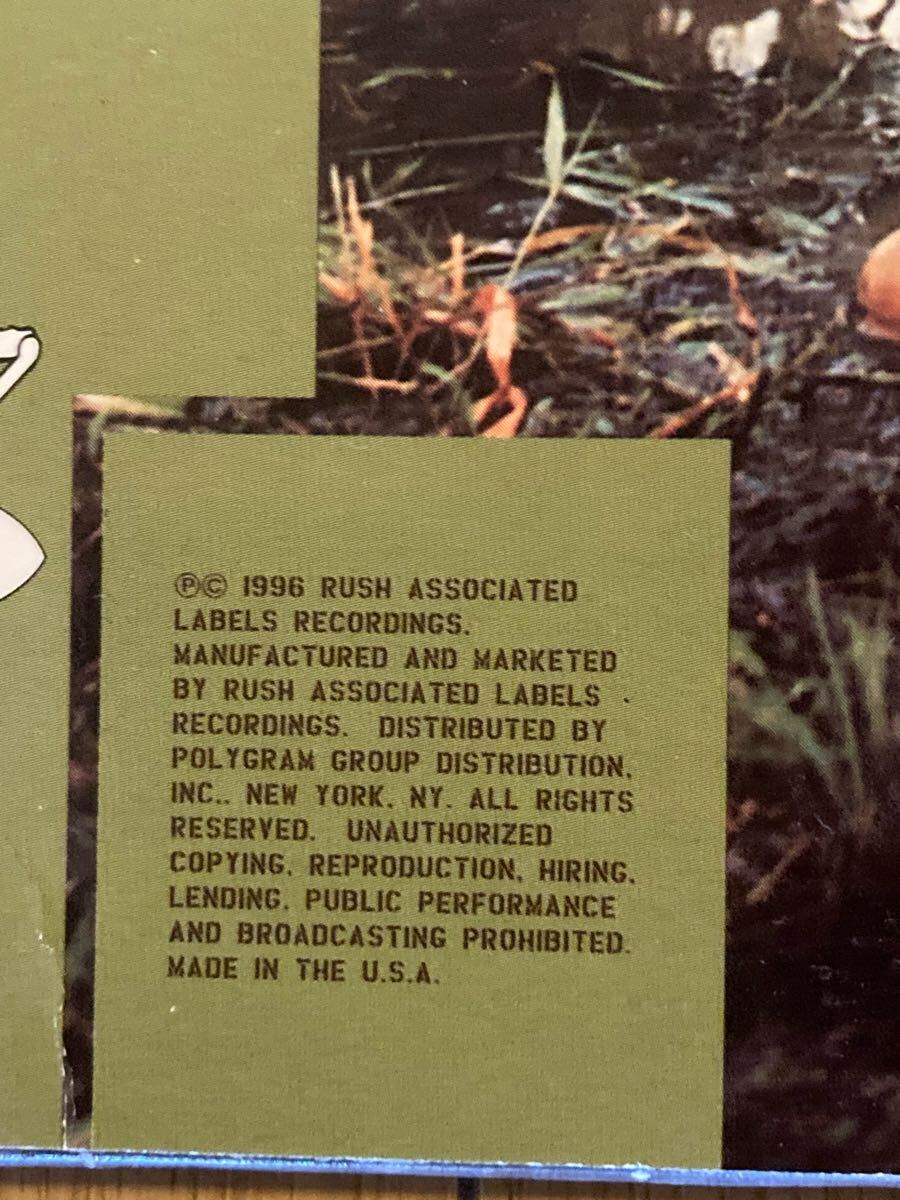 ℗© 1996 RUSH ASSOCIATED
LABELS RECORDINGS.
MANUFACTURED AND MARKETED
BY RUSH ASSOCIATED LABELS
RECORDINGS. DISTRIBUTED BY
POLYGRAM GROUP DISTRIBUTION,
INC., NEW YORK, NY. ALL RIGHTS
RESERVED. UNAUTHORIZED
COPYING, REPRODUCTION, HIRING,
LENDING, PUBLIC PERFORMANCE
AND BROADCASTING PROHIBITED.
MADE IN THE U.S.A.